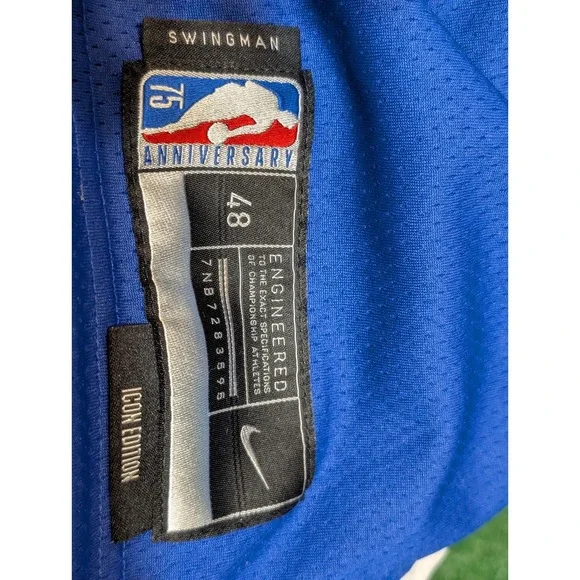 SWINGMAN
75
ANNIVERSARY
48
ENGINEERED
TO THE EXACT SPECIFICATIONS
OF CHAMPIONSHIP ATHLETES
7NB7283595
ICON EDITION